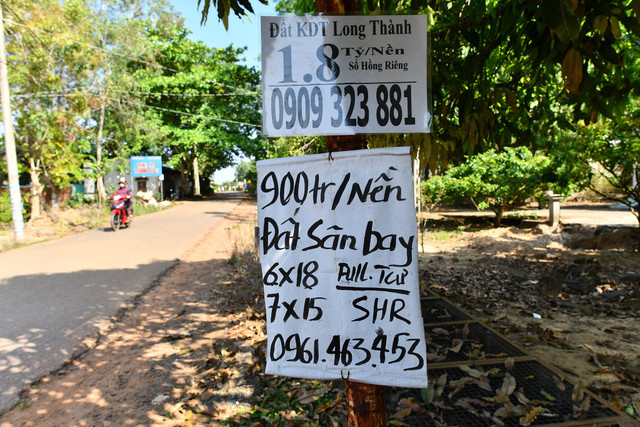 Đất KDT Long Thành
1.8 Tỷ/Nền
Sổ Hồng Riêng
0909 323 881
900tr/Nền
Đất Sân bay
6x18 Full.Tcư
7x15 SHR
0961.463.453